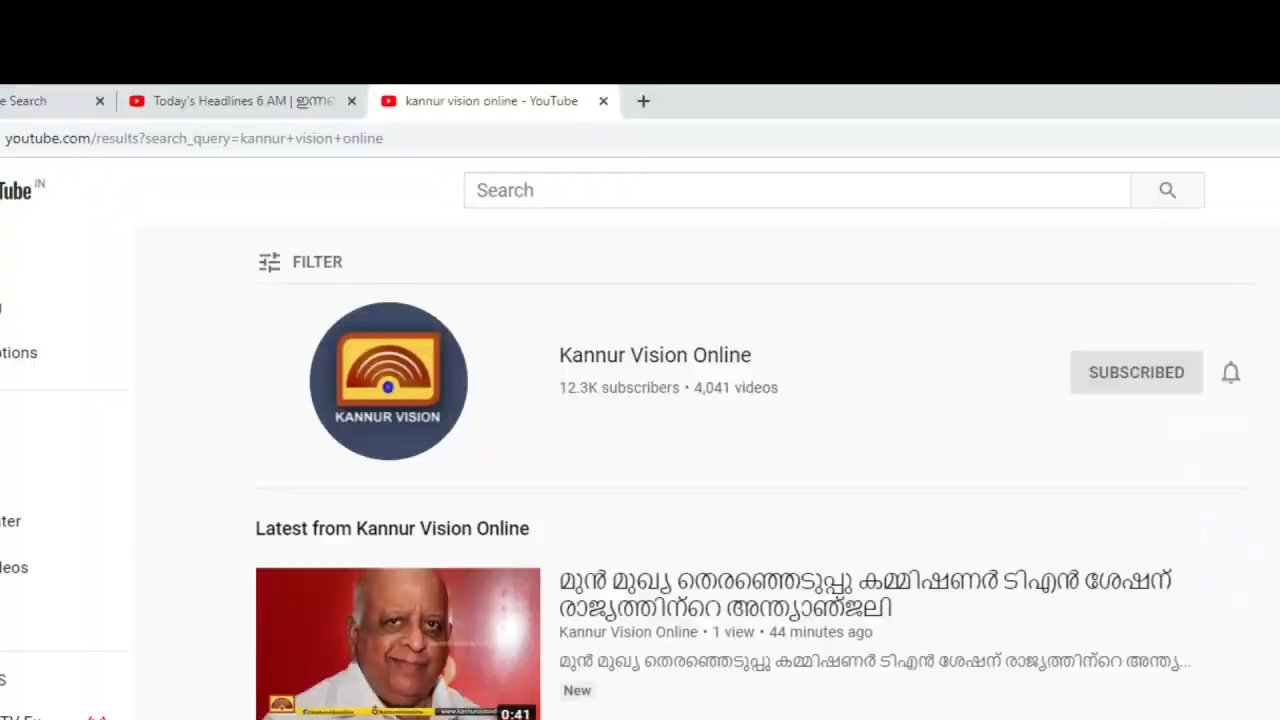 e Search
Today's Headlines 6 AM | ഇന്ന
kannur vision online - YouTube
youtube.com/results?search_query=kannur+vision+online
Tube IN
Search
FILTER
KANNUR VISION
Kannur Vision Online
12.3K subscribers • 4,041 videos
SUBSCRIBED
otions
ter
leos
S
Latest from Kannur Vision Online
മുൻ മുഖ്യ തെരഞ്ഞെടുപ്പു കമ്മിഷണർ ടിഎൻ ശേഷന്
രാജ്യത്തിന്റെ അന്ത്യാഞ്ജലി
Kannur Vision Online • 1 view • 44 minutes ago
മുൻ മുഖ്യ തെരഞ്ഞെടുപ്പു കമ്മിഷണർ ടിഎൻ ശേഷന് രാജ്യത്തിന്റെ അന്ത്യ...
New
0:41